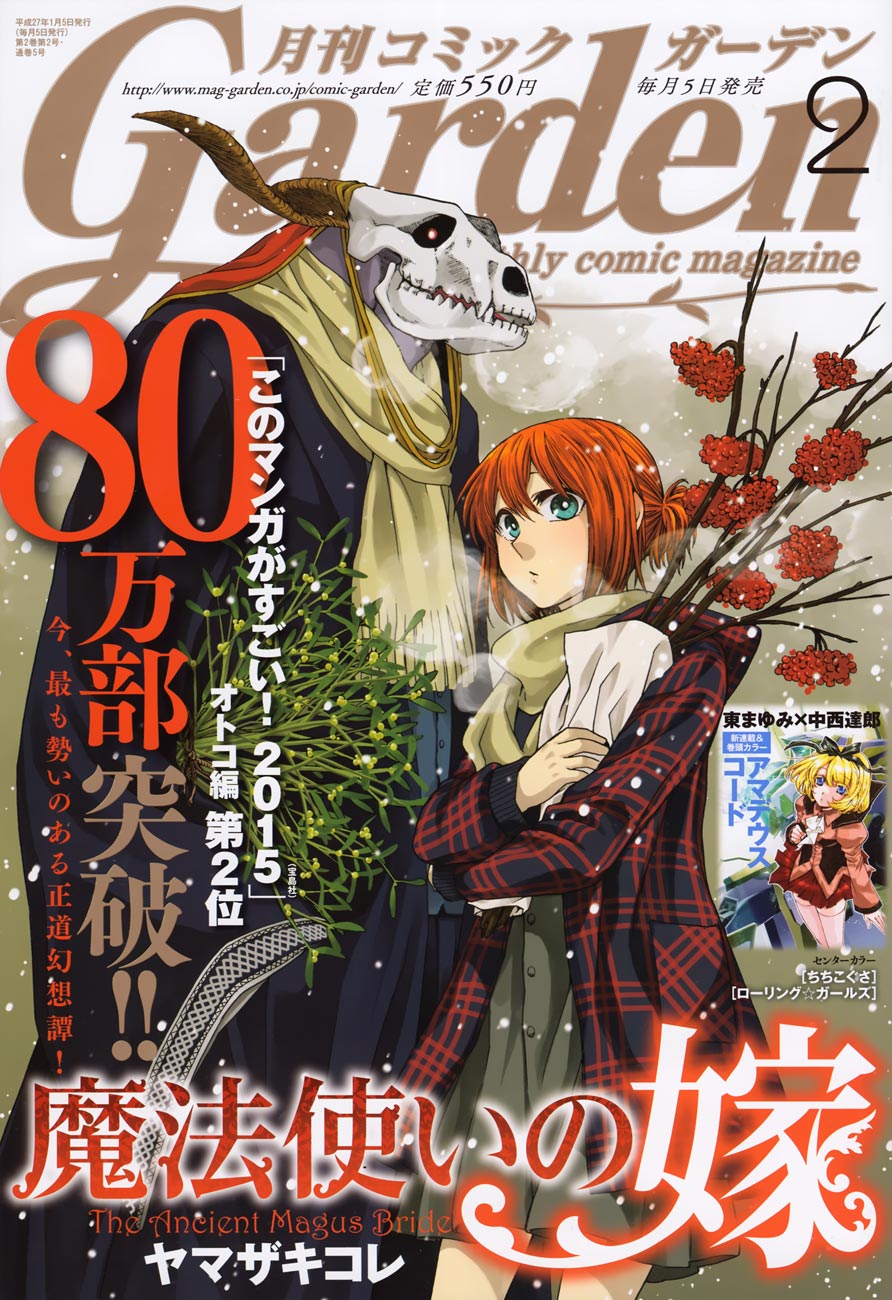 平成27年1月5日発行
(毎月5日発行)
第2巻第2号・
通巻5号
月刊コミック ガーデン
http://www.mag-garden.co.jp/comic-garden/ 定価550円 毎月5日発売
Garden
2
hly comic magazine
80万部突破!!
「このマンガがすごい!2015」(宝島社)
オトコ編 第2位
今、最も勢いのある正道幻想譚!
東まゆみ×中西達郎
新連載&
巻頭カラー
アマデウス
コード
センターカラー
[ちちこぐさ]
[ローリング☆ガールズ]
魔法使いの嫁
The Ancient Magus Bride
ヤマザキコレ